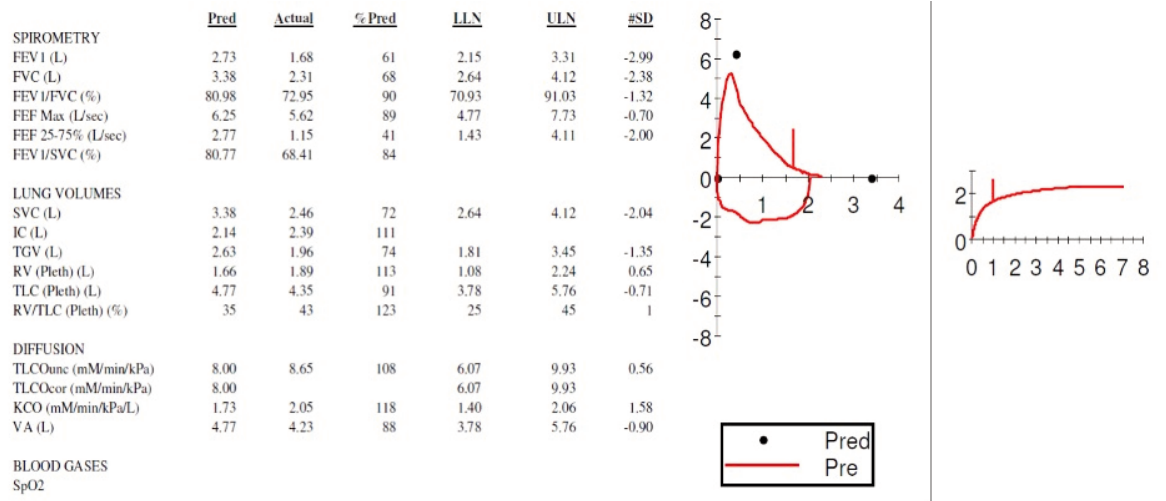 Pred Actual %Pred LLN ULN #SD
SPIROMETRY
FEV1 (L) 2.73 1.68 61 2.15 3.31 -2.99
FVC (L) 3.38 2.31 68 2.64 4.12 -2.38
FEV1/FVC (%) 80.98 72.95 90 70.93 91.03 -1.32
FEF Max (L/sec) 6.25 5.62 89 4.77 7.73 -0.70
FEF 25-75% (L/sec) 2.77 1.15 41 1.43 4.11 -2.00
FEV1/SVC (%) 80.77 68.41 84
LUNG VOLUMES
SVC (L) 3.38 2.46 72 2.64 4.12 -2.04
IC (L) 2.14 2.39 111
TGV (L) 2.63 1.96 74 1.81 3.45 -1.35
RV (Pleth) (L) 1.66 1.89 113 1.08 2.24 0.65
TLC (Pleth) (L) 4.77 4.35 91 3.78 5.76 -0.71
RV/TLC (Pleth) (%) 35 43 123 25 45 1
DIFFUSION
TLCOunc (mM/min/kPa) 8.00 8.65 108 6.07 9.93 0.56
TLCOcor (mM/min/kPa) 8.00 6.07 9.93
KCO (mM/min/kPa/L) 1.73 2.05 118 1.40 2.06 1.58
VA (L) 4.77 4.23 88 3.78 5.76 -0.90
BLOOD GASES
SpO2
8
6
4
2
0
1 2 3 4
-2
-4
-6
-8
Pred
Pre
2
0
0 1 2 3 4 5 6 7 8